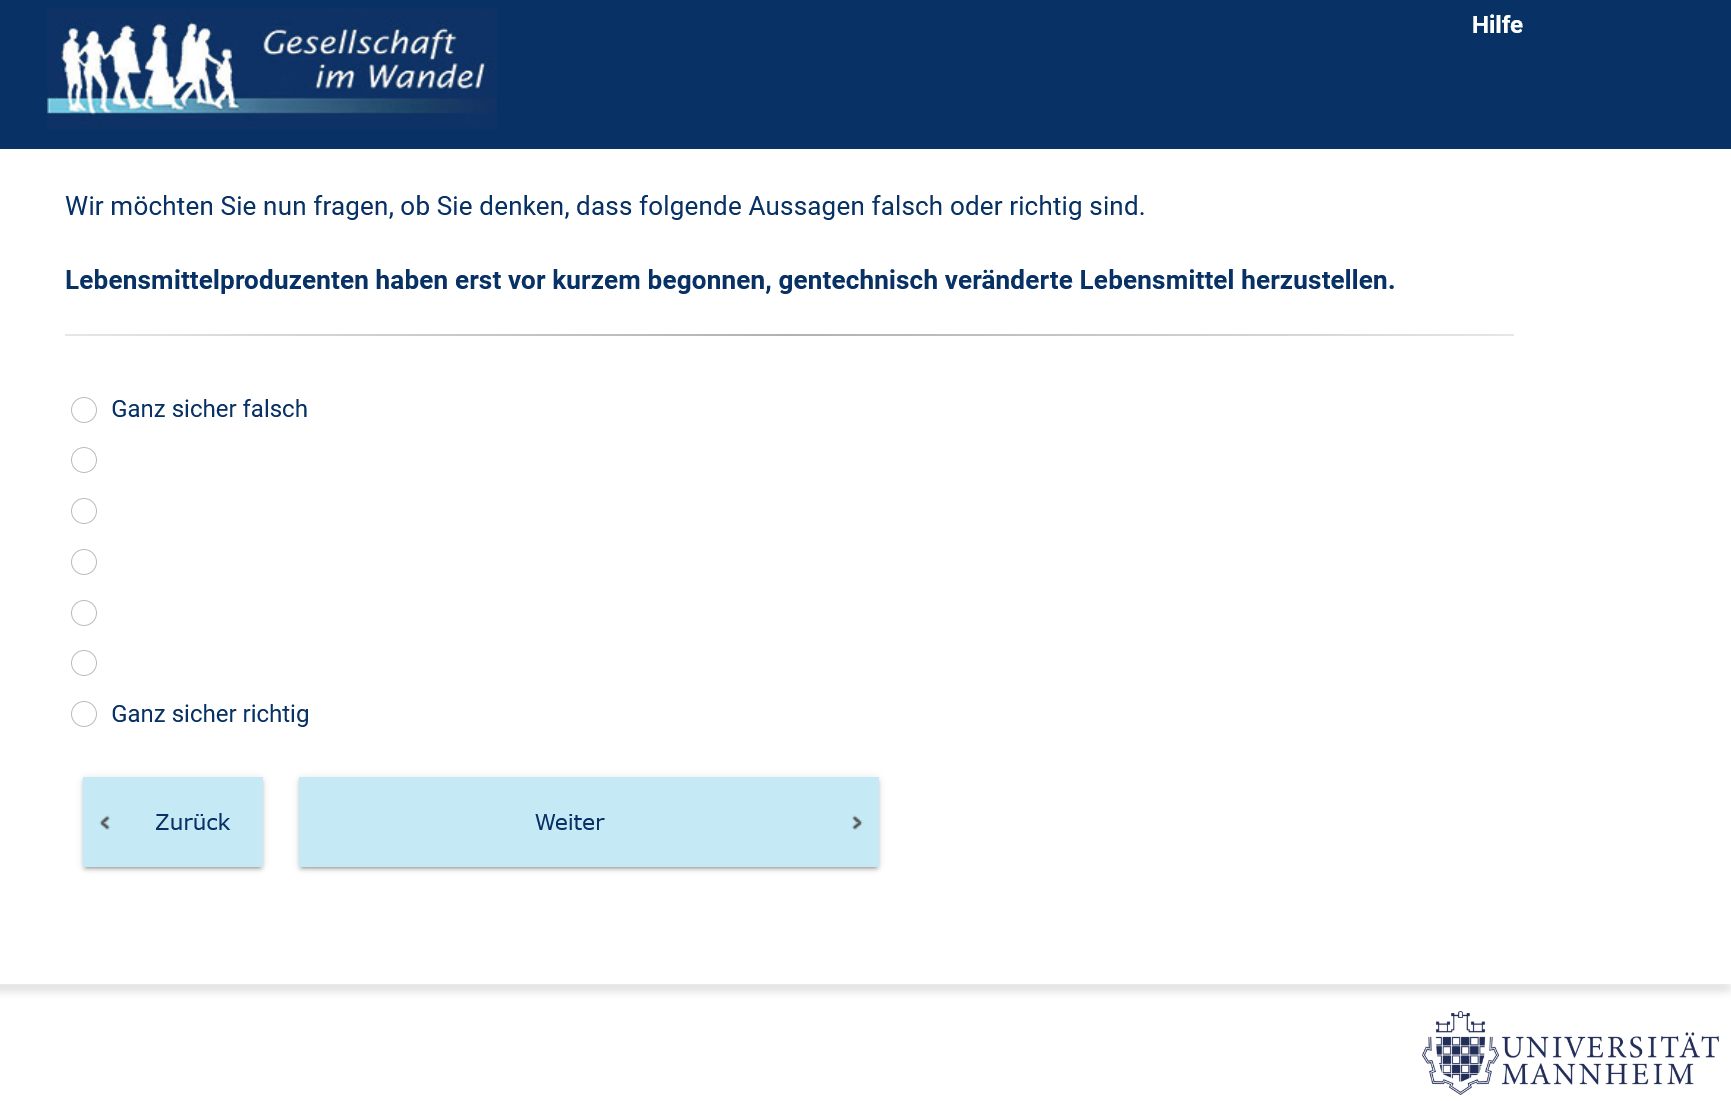 Gesellschaft
im Wandel
Hilfe
Wir möchten Sie nun fragen, ob Sie denken, dass folgende Aussagen falsch oder richtig sind.
Lebensmittelproduzenten haben erst vor kurzem begonnen, gentechnisch veränderte Lebensmittel herzustellen.
Ganz sicher falsch
Ganz sicher richtig
Zurück
Weiter
UNIVERSITÄT
MANNHEIM